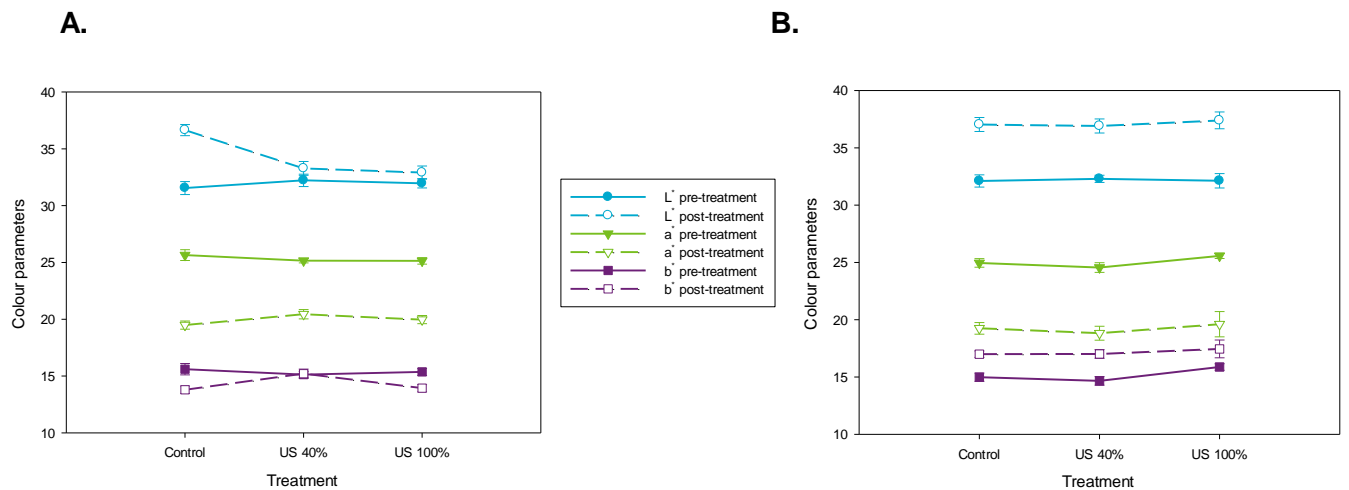 A.
B.
40
35
30
25
20
15
10
Colour parameters
Control
US 40%
US 100%
Treatment
L* pre-treatment
L* post-treatment
a* pre-treatment
a* post-treatment
b* pre-treatment
b* post-treatment
40
35
30
25
20
15
10
Colour parameters
Control
US 40%
US 100%
Treatment